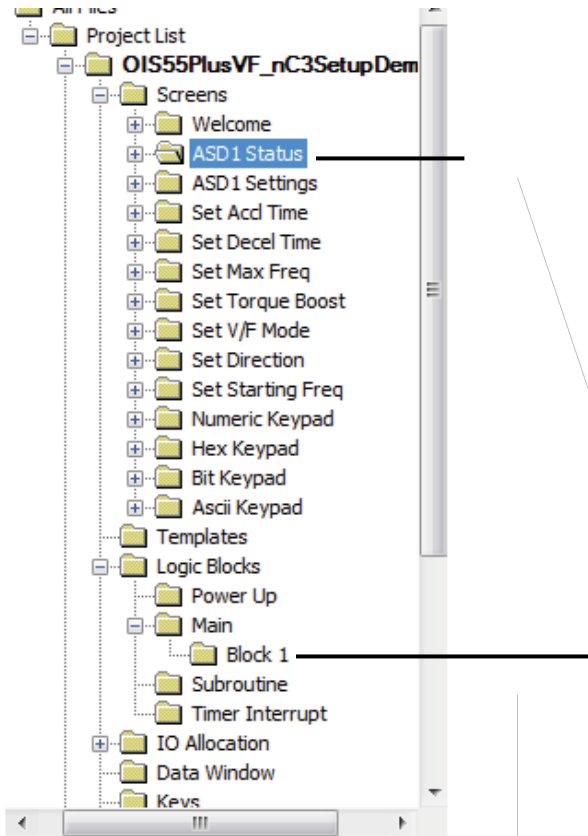 All Files
Project List
OIS55PlusVF_nC3SetupDem
Screens
Welcome
ASD1 Status
ASD1 Settings
Set Accl Time
Set Decel Time
Set Max Freq
Set Torque Boost
Set V/F Mode
Set Direction
Set Starting Freq
Numeric Keypad
Hex Keypad
Bit Keypad
Ascii Keypad
Templates
Logic Blocks
Power Up
Main
Block 1
Subroutine
Timer Interrupt
IO Allocation
Data Window
Keys